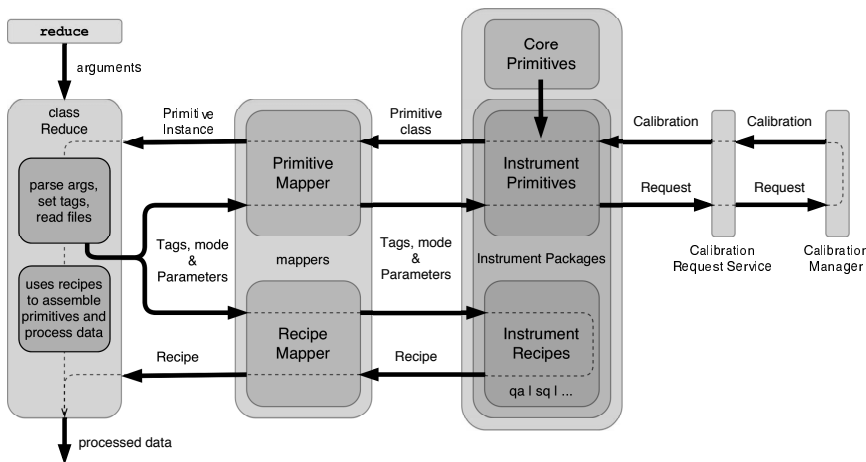 reduce
arguments
class
Reduce
parse args,
set tags,
read files
uses recipes
to assemble
primitives and
process data
processed data
Primitive
Instance
Tags, mode
&
Parameters
Recipe
Primitive
Mapper
mappers
Recipe
Mapper
Primitive
class
Tags, mode
&
Parameters
Recipe
Core
Primitives
Instrument
Primitives
Instrument Packages
Instrument
Recipes
qa | sq | ...
Calibration
Request
Calibration
Request Service
Calibration
Request
Calibration
Manager